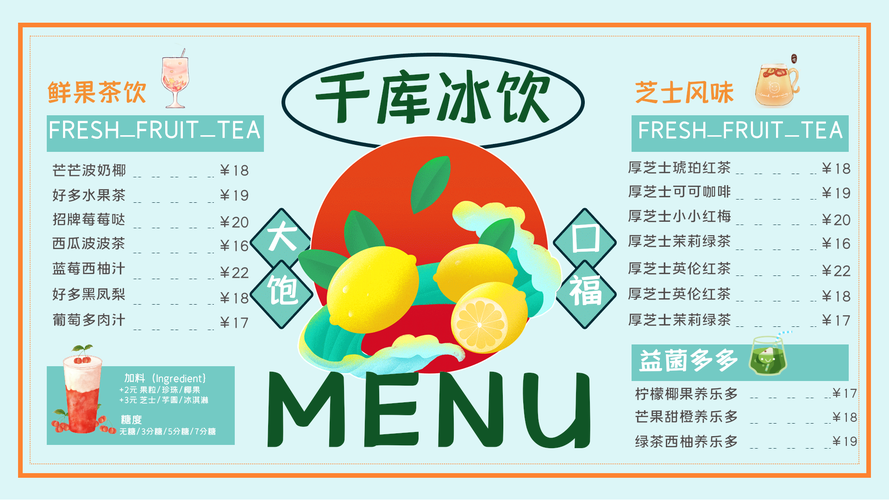 千库冰饮
鲜果茶饮
FRESH_FRUIT_TEA
芒芒波奶椰 ¥18
好多水果茶 ¥19
招牌莓莓哒 ¥20
西瓜波波茶 ¥16
蓝莓西柚汁 ¥22
好多黑凤梨 ¥18
葡萄多肉汁 ¥17
加料 (Ingredient)
+2元 果粒/珍珠/椰果
+3元 芝士/芋圆/冰淇淋
糖度
无糖/3分糖/5分糖/7分糖
大饱
口福
MENU
芝士风味
FRESH_FRUIT_TEA
厚芝士琥珀红茶 ¥18
厚芝士可可咖啡 ¥19
厚芝士小小红梅 ¥20
厚芝士茉莉绿茶 ¥16
厚芝士英伦红茶 ¥22
厚芝士英伦红茶 ¥18
厚芝士茉莉绿茶 ¥17
益菌多多
柠檬椰果养乐多 ¥17
芒果甜橙养乐多 ¥18
绿茶西柚养乐多 ¥19